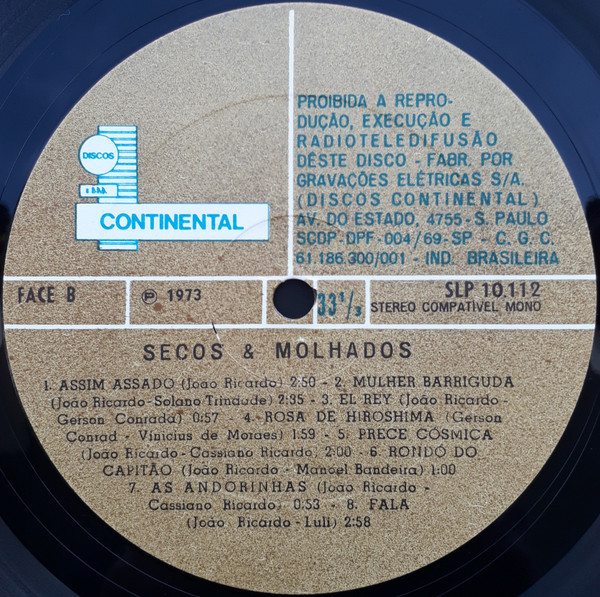 DISCOS
CONTINENTAL
PROIBIDA A REPRO-
DUÇÃO, EXECUÇÃO E
RADIOTELEDIFUSÃO
DÊSTE DISCO - FABR. POR
GRAVAÇÕES ELÉTRICAS S/A.
(DISCOS CONTINENTAL)
AV. DO ESTADO, 4755 - S. PAULO
SCDP-DPF-004/69-SP - C. G. C.
61.186.300/001 - IND. BRASILEIRA
FACE B
℗ 1973
33 1/3
SLP 10.112
STEREO COMPATIVEL MONO
SECOS & MOLHADOS
1. ASSIM ASSADO (João Ricardo) 2:50 - 2. MULHER BARRIGUDA
(João Ricardo-Solano Trindade) 2:35 - 3. EL REY (João Ricardo-
Gerson Conrada) 0:57 - 4. ROSA DE HIROSHIMA (Gerson
Conrad - Vinícius de Moraes) 1:59 - 5. PRECE CÓSMICA
(João Ricardo-Cassiano Ricardo) 2:00 - 6. RONDÓ DO
CAPITÃO (João Ricardo - Manoel Bandeira) 1:00
7. AS ANDORINHAS (João Ricardo -
Cassiano Ricardo) 0:53 - 8. FALA
(João Ricardo-Luli) 2:58